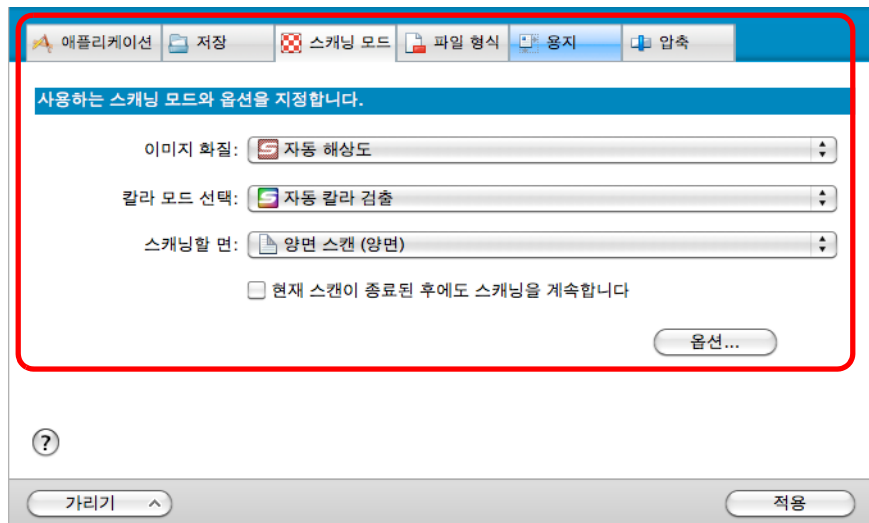 애플리케이션 저장 스캐닝 모드 파일 형식 용지 압축
사용하는 스캐닝 모드와 옵션을 지정합니다.
이미지 화질: 자동 해상도
칼라 모드 선택: 자동 칼라 검출
스캐닝할 면: 양면 스캔 (양면)
현재 스캔이 종료된 후에도 스캐닝을 계속합니다
옵션...
?
가리기 적용